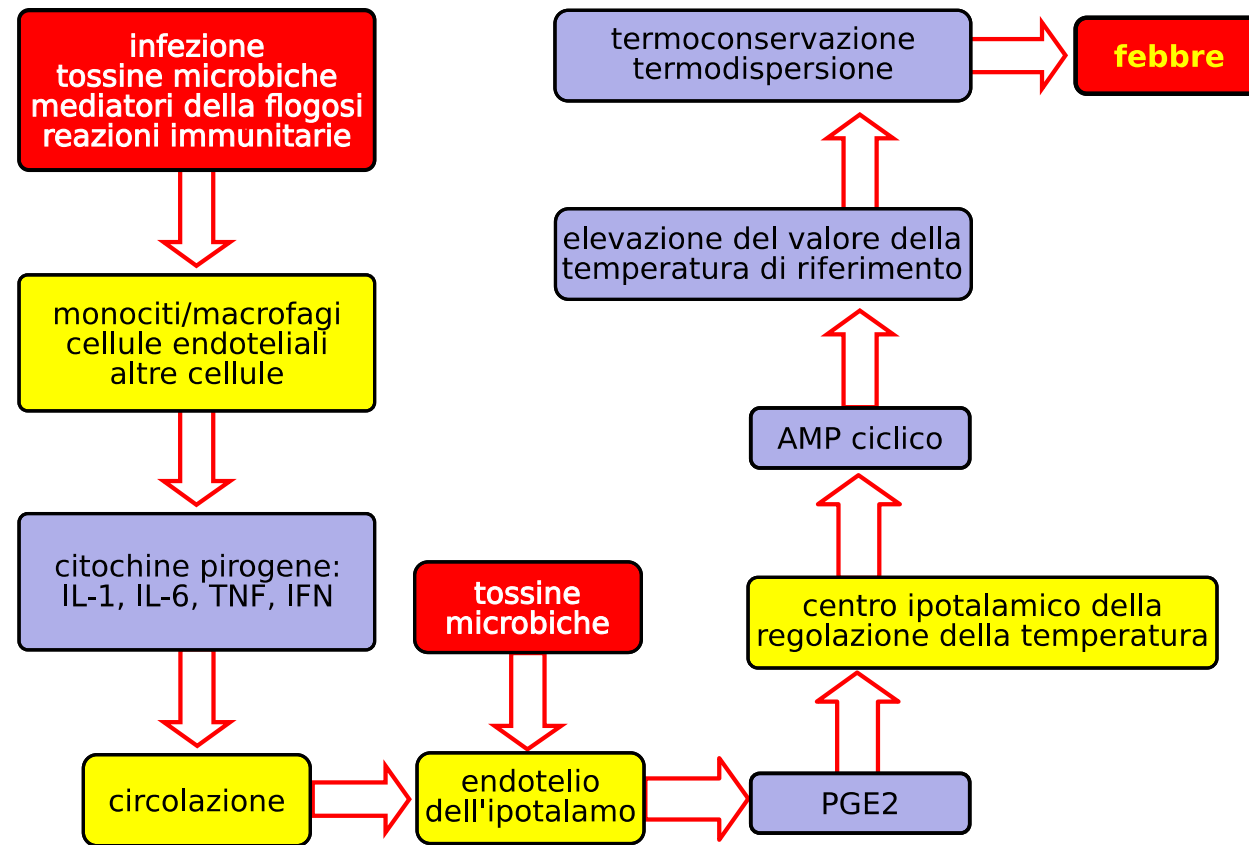 infezione
tossine microbiche
mediatori della flogosi
reazioni immunitarie
monociti/macrofagi
cellule endoteliali
altre cellule
citochine pirogene:
IL-1, IL-6, TNF, IFN
circolazione
tossine
microbiche
endotelio
dell'ipotalamo
PGE2
centro ipotalamico della
regolazione della temperatura
AMP ciclico
elevazione del valore della
temperatura di riferimento
termoconservazione
termodispersione
febbre